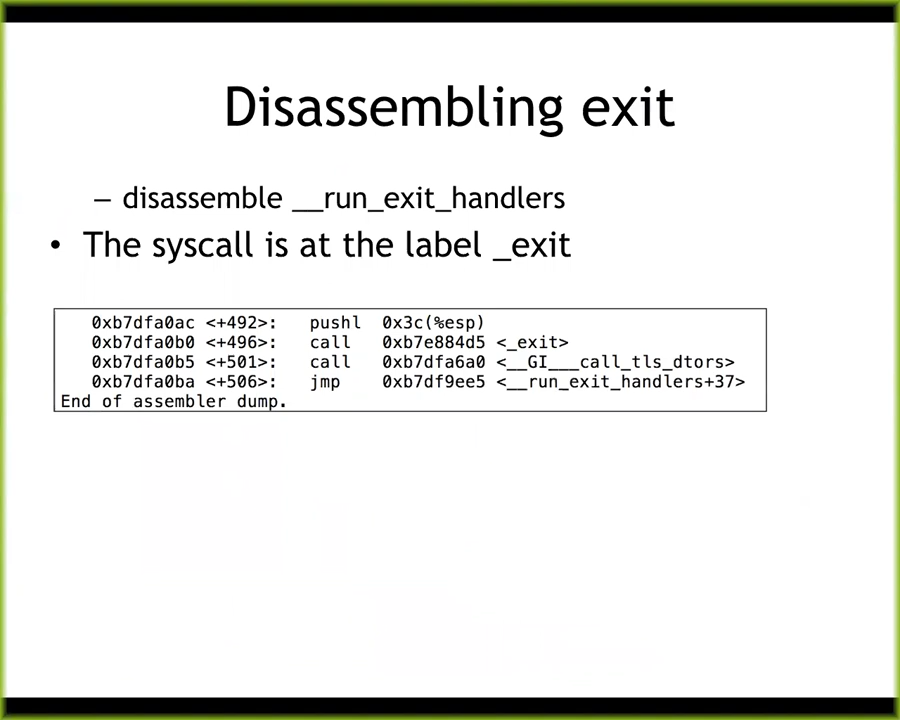 Disassembling exit
– disassemble __run_exit_handlers
• The syscall is at the label _exit
0xb7dfa0ac <+492>: pushl 0x3c(%esp)
0xb7dfa0b0 <+496>: call 0xb7e884d5 <_exit>
0xb7dfa0b5 <+501>: call 0xb7dfa6a0 <__GI___call_tls_dtors>
0xb7dfa0ba <+506>: jmp 0xb7df9ee5 <__run_exit_handlers+37>
End of assembler dump.